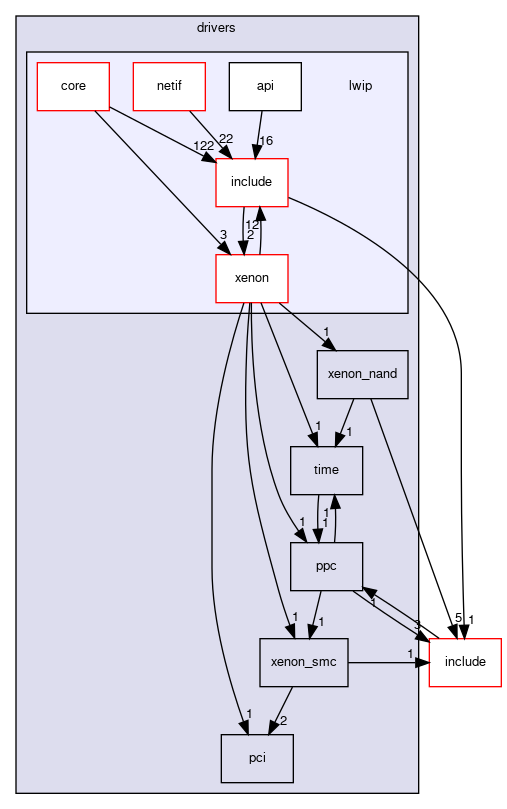 drivers
core
netif
api
lwip
122
22
16
include
3
12
2
xenon
1
xenon_nand
1
1
time
1
1
1
ppc
1
3
5
1
1
1
xenon_smc
1
include
1
2
pci